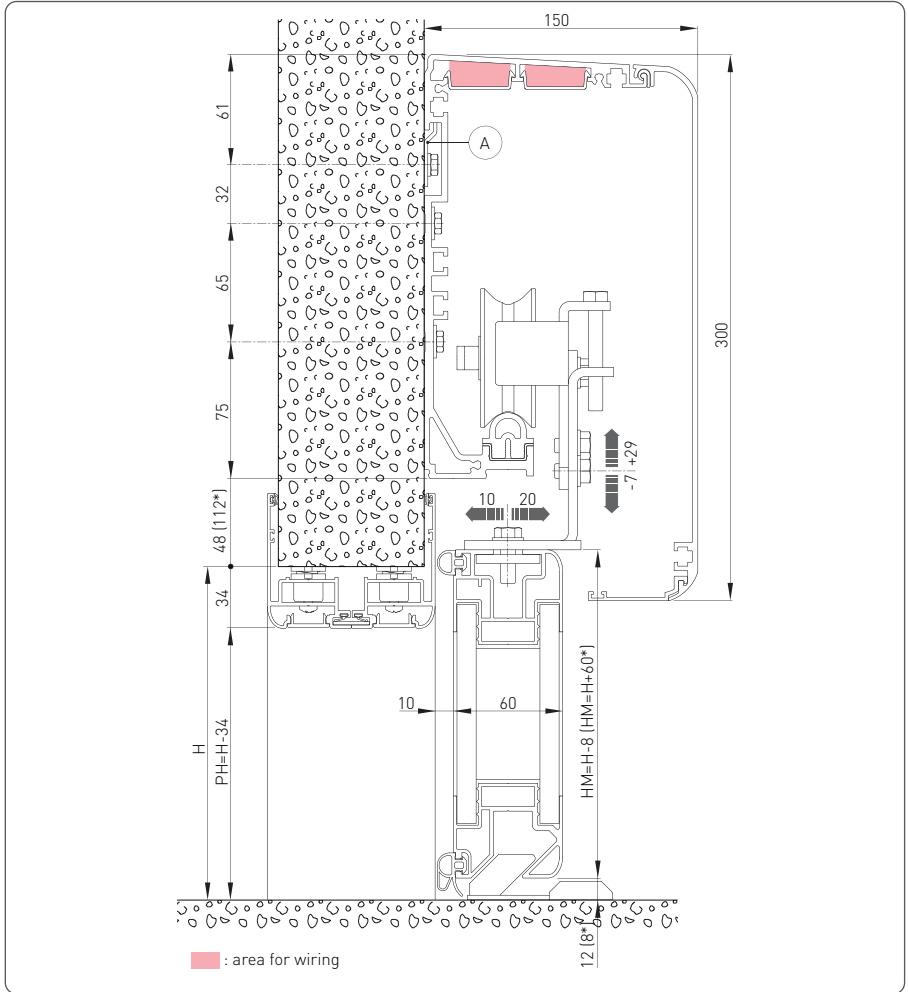 150
61
A
32
65
300
75
-7 +29
10 20
48 (112*)
34
10
60
H
PH=H-34
HM=H-8 (HM=H+60*)
12 (8*)
: area for wiring